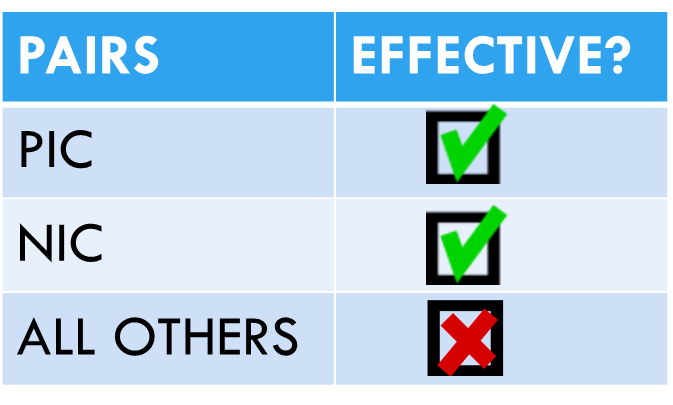 PAIRS EFFECTIVE?
PIC
NIC
ALL OTHERS